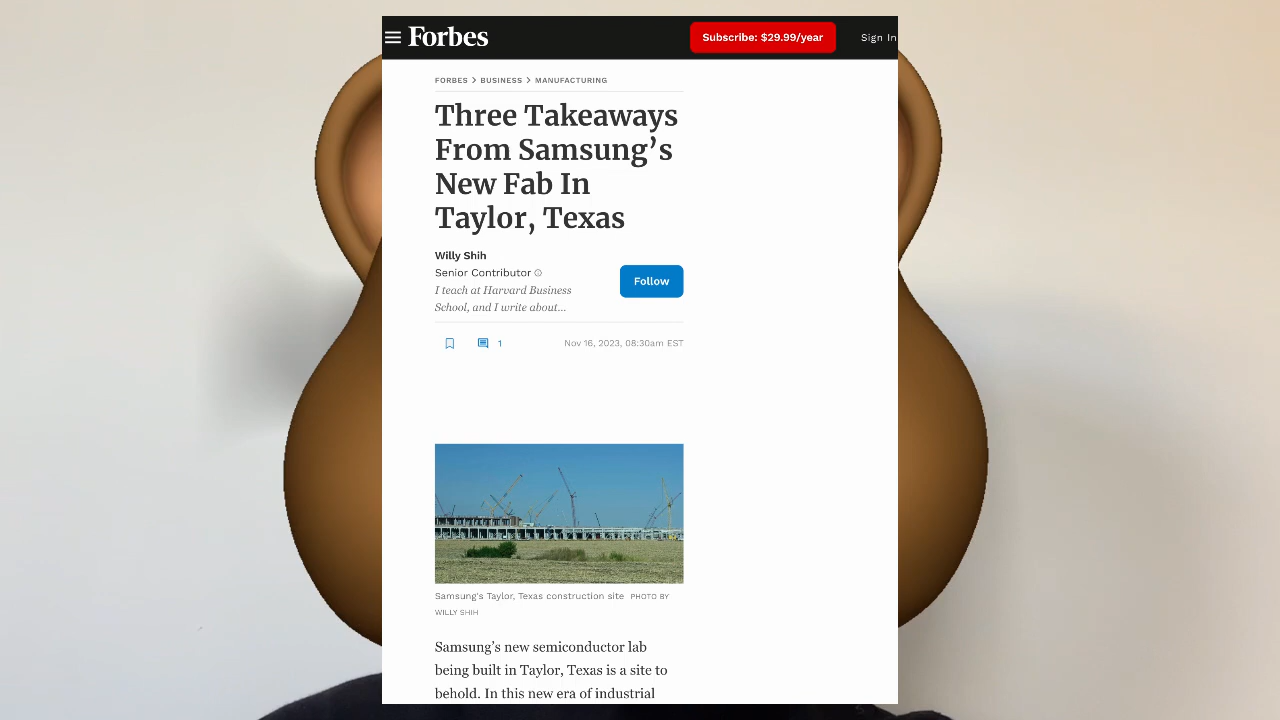 Forbes
Subscribe: $29.99/year
Sign In
FORBES > BUSINESS > MANUFACTURING
Three Takeaways
From Samsung’s
New Fab In
Taylor, Texas
Willy Shih
Senior Contributor
I teach at Harvard Business
School, and I write about...
Follow
1
Nov 16, 2023, 08:30am EST
Samsung's Taylor, Texas construction site PHOTO BY
WILLY SHIH
Samsung’s new semiconductor lab
being built in Taylor, Texas is a site to
behold. In this new era of industrial